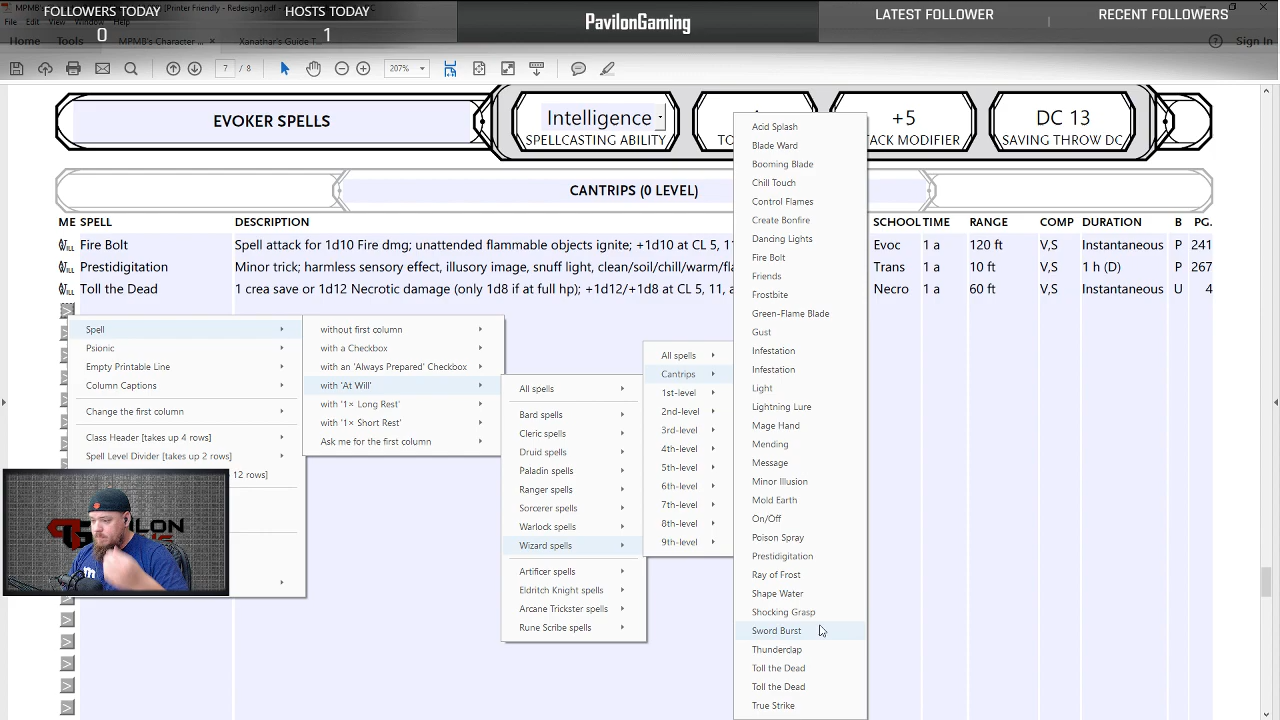 FOLLOWERS TODAY
0
HOSTS TODAY
1
PavilonGaming
LATEST FOLLOWER
RECENT FOLLOWERS
[Printer Friendly - Redesign].pdf -
Home
Tools
MPMB's Character ...
Xanathar's Guide T...
Sign In
7 / 8
207%
EVOKER SPELLS
Intelligence
SPELLCASTING ABILITY
+5
DC 13
SAVING THROW DC
CANTRIPS (0 LEVEL)
ME SPELL DESCRIPTION SCHOOL TIME RANGE COMP DURATION B PG.
Fire Bolt Spell attack for 1d10 Fire dmg; unattended flammable objects ignite; +1d10 at CL 5, 11 Evoc 1 a 120 ft V,S Instantaneous P 241
Prestidigitation Minor trick; harmless sensory effect, illusory image, snuff light, clean/soil/chill/warm/fla Trans 1 a 10 ft V,S 1 h (D) P 267
Toll the Dead 1 crea save or 1d12 Necrotic damage (only 1d8 if at full hp); +1d12/+1d8 at CL 5, 11, a Necro 1 a 60 ft V,S Instantaneous U 4
Spell
Psionic
Empty Printable Line
Column Captions
Change the first column
Class Header [takes up 4 rows]
Spell Level Divider [takes up 2 rows]
12 rows]
without first column
with a Checkbox
with an 'Always Prepared' Checkbox
with 'At Will'
with '1× Long Rest'
with '1× Short Rest'
Ask me for the first column
All spells
Bard spells
Cleric spells
Druid spells
Paladin spells
Ranger spells
Sorcerer spells
Warlock spells
Wizard spells
Artificer spells
Eldritch Knight spells
Arcane Trickster spells
Rune Scribe spells
All spells
Cantrips
1st-level
2nd-level
3rd-level
4th-level
5th-level
6th-level
7th-level
8th-level
9th-level
Add Splash
Blade Ward
Booming Blade
Chill Touch
Control Flames
Create Bonfire
Dancing Lights
Fire Bolt
Friends
Frostbite
Green-Flame Blade
Gust
Infestation
Infestation
Light
Lightning Lure
Mage Hand
Mending
Message
Minor Illusion
Mold Earth
On/Off
Poison Spray
Prestidigitation
Ray of Frost
Shape Water
Shocking Grasp
Sword Burst
Thunderclap
Toll the Dead
Toll the Dead
True Strike